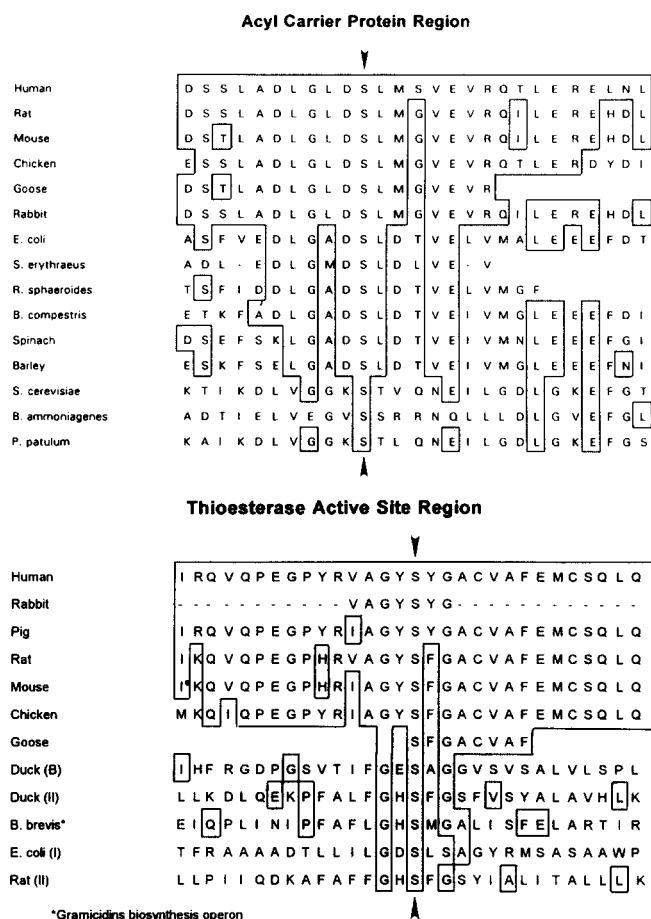 Acyl Carrier Protein Region
Human D S S L A D L G L D S L M S V E V R Q T L E R E L N L
Rat D S S L A D L G L D S L M G V E V R Q I L E R E H D L
Mouse D S T L A D L G L D S L M G V E V R Q I L E R E H D L
Chicken E S S L A D L G L D S L M G V E V R Q T L E R D Y D I
Goose D S T L A D L G L D S L M G V E V R
Rabbit D S S L A D L G L D S L M G V E V R Q I L E R E H D L
E. coli A S F V E D L G A D S L D T V E L V M A L E E E F D T
S. erythraeus A D L - E D L G M D S L D L V E - V
R. sphaeroides T S F I D D L G A D S L D T V E L V M G F
B. compestris E T K F A D L G A D S L D T V E I V M G L E E E F D I
Spinach D S E F S K L G A D S L D T V E I V M N L E E E F G I
Barley E S K F S E L G A D S L D T V E I V M G L E E E F N I
S. cerevisiae K T I K D L V G G K S T V Q N E I L G D L G K E F G T
B. ammoniagenes A D T I E L V E G V S S R R N Q L L L D L G V E F G L
P. patulum K A I K D L V G G K S T L Q N E I L G D L G K E F G S
Thioesterase Active Site Region
Human I R Q V Q P E G P Y R V A G Y S Y G A C V A F E M C S Q L Q
Rabbit - - - - - - - - - - - V A G Y S Y G - - - - - - - - - - - -
Pig I R Q V Q P E G P Y R I A G Y S Y G A C V A F E M C S Q L Q
Rat I K Q V Q P E G P H R V A G Y S F G A C V A F E M C S Q L Q
Mouse I* K Q V Q P E G P H R I A G Y S F G A C V A F E M C S Q L Q
Chicken M K Q I Q P E G P Y R I A G Y S F G A C V A F E M C S Q L Q
Goose S F G A C V A F
Duck (B) I H F R G D P G S V T I F G E S A G G V S V S A L V L S P L
Duck (II) L L K D L Q E K P F A L F G H S F G S F V S Y A L A V H L K
B. brevis* E I Q P L I N I P F A F L G H S M G A L I S F E L A R T I R
E. coli (I) T F R A A A A D T L L I L G D S L S A G Y R M S A S A A W P
Rat (II) L L P I I Q D K A F A F F G H S F G S Y I A L I T A L L L K
*Gramicidins biosynthesis operon